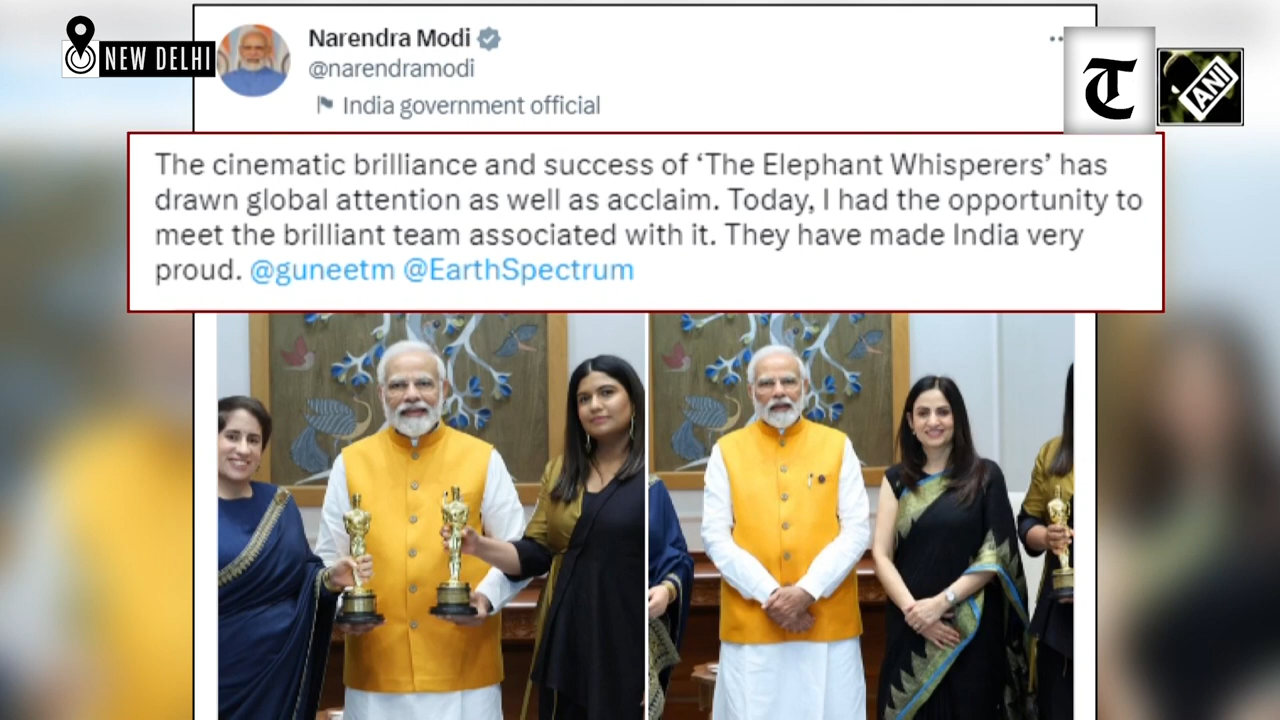 NEW DELHI
Narendra Modi
@narendramodi
India government official
T
ANI
The cinematic brilliance and success of ‘The Elephant Whisperers’ has
drawn global attention as well as acclaim. Today, I had the opportunity to
meet the brilliant team associated with it. They have made India very
proud. @guneetm @EarthSpectrum